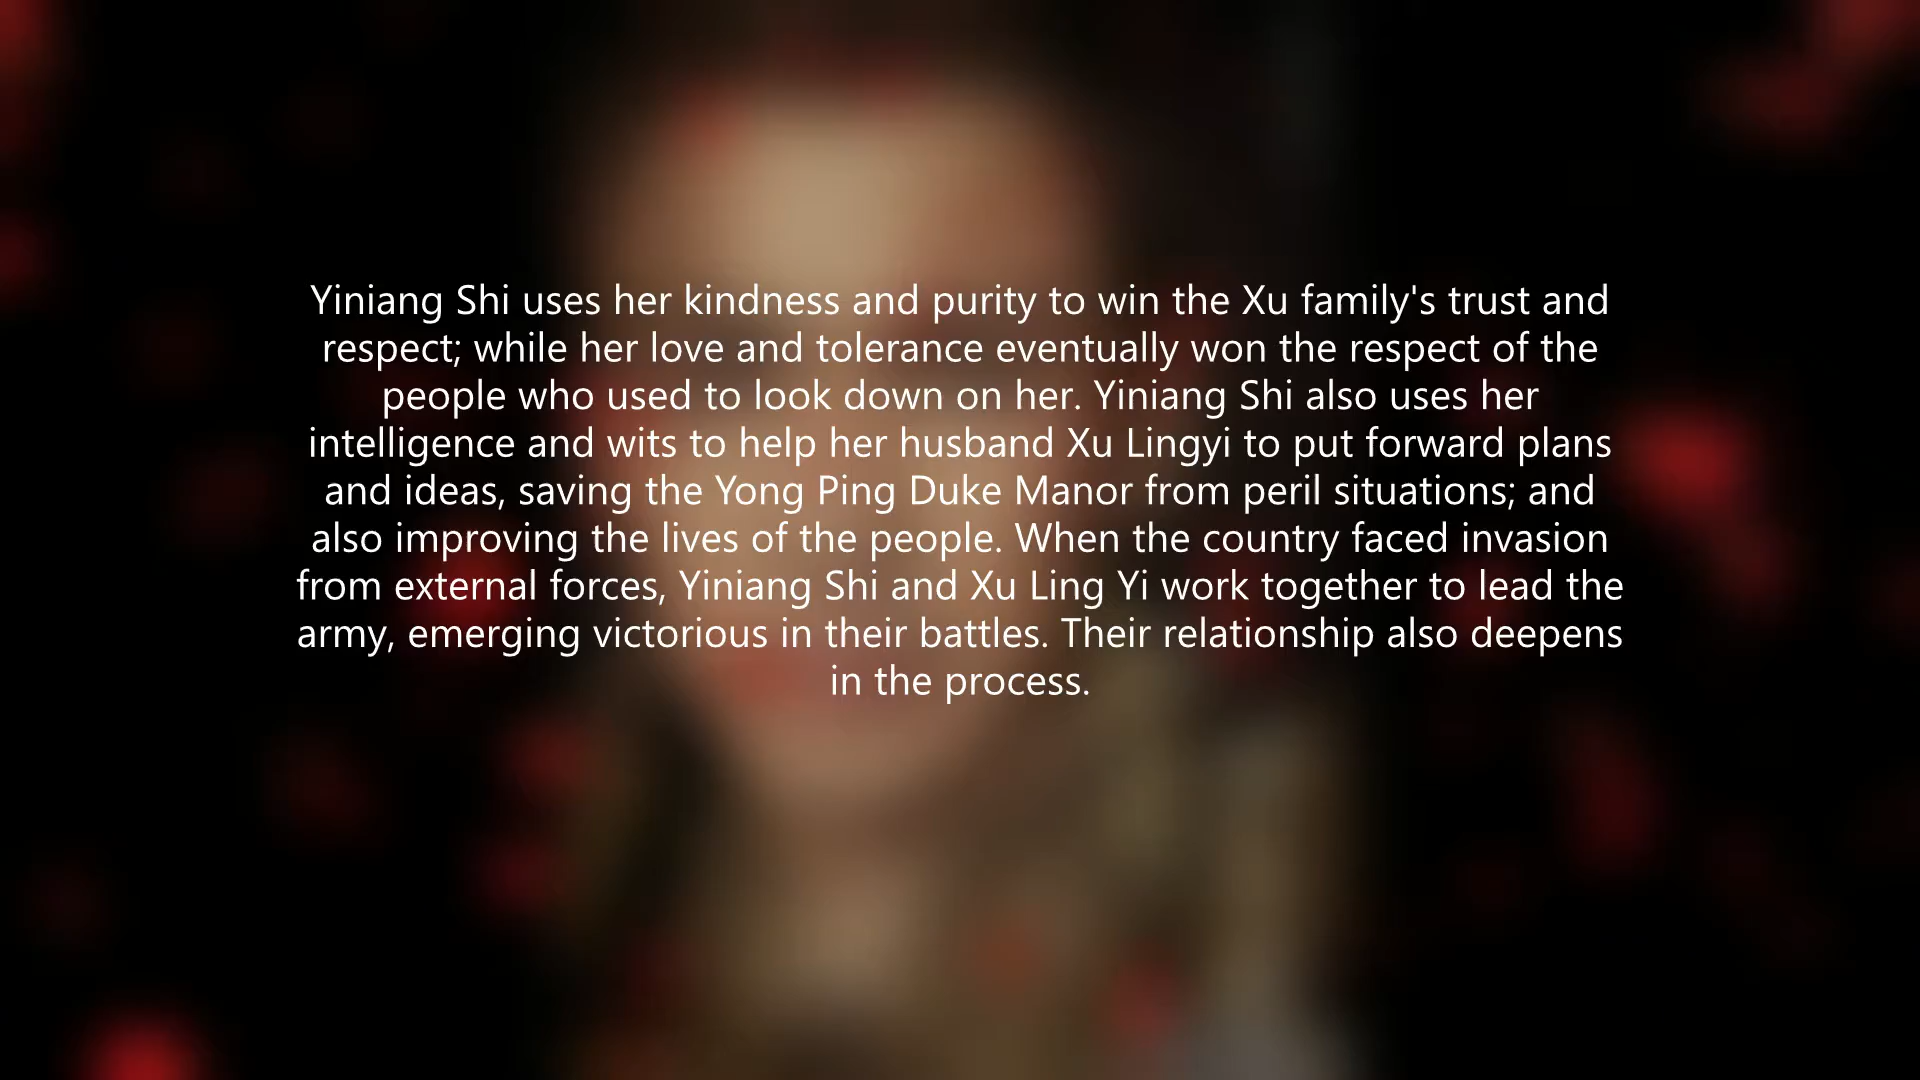 Yiniang Shi uses her kindness and purity to win the Xu family's trust and
respect; while her love and tolerance eventually won the respect of the
people who used to look down on her. Yiniang Shi also uses her
intelligence and wits to help her husband Xu Lingyi to put forward plans
and ideas, saving the Yong Ping Duke Manor from peril situations; and
also improving the lives of the people. When the country faced invasion
from external forces, Yiniang Shi and Xu Ling Yi work together to lead the
army, emerging victorious in their battles. Their relationship also deepens
in the process.